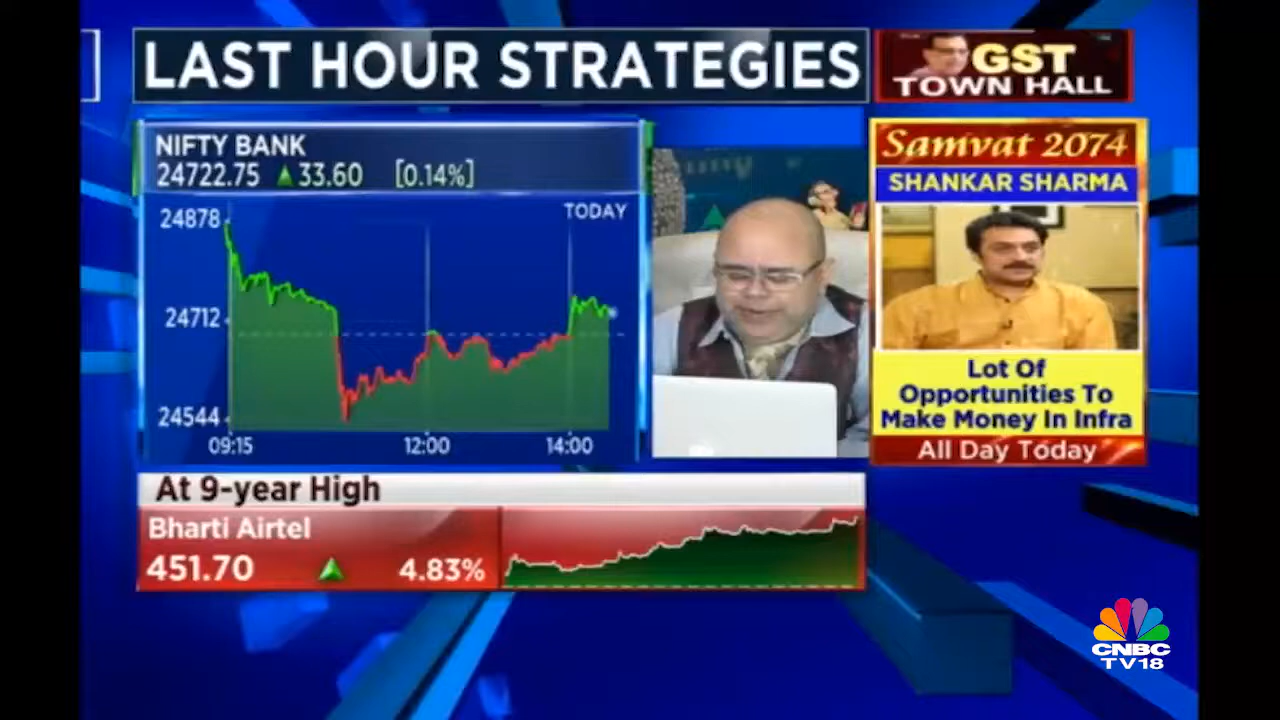 LAST HOUR STRATEGIES
GST
TOWN HALL
NIFTY BANK
24722.75 ▲ 33.60 [0.14%]
TODAY
24878
24712
24544
09:15 12:00 14:00
Samvat 2074
SHANKAR SHARMA
Lot Of
Opportunities To
Make Money In Infra
All Day Today
At 9-year High
Bharti Airtel
451.70 ▲ 4.83%
CNBC
TV18